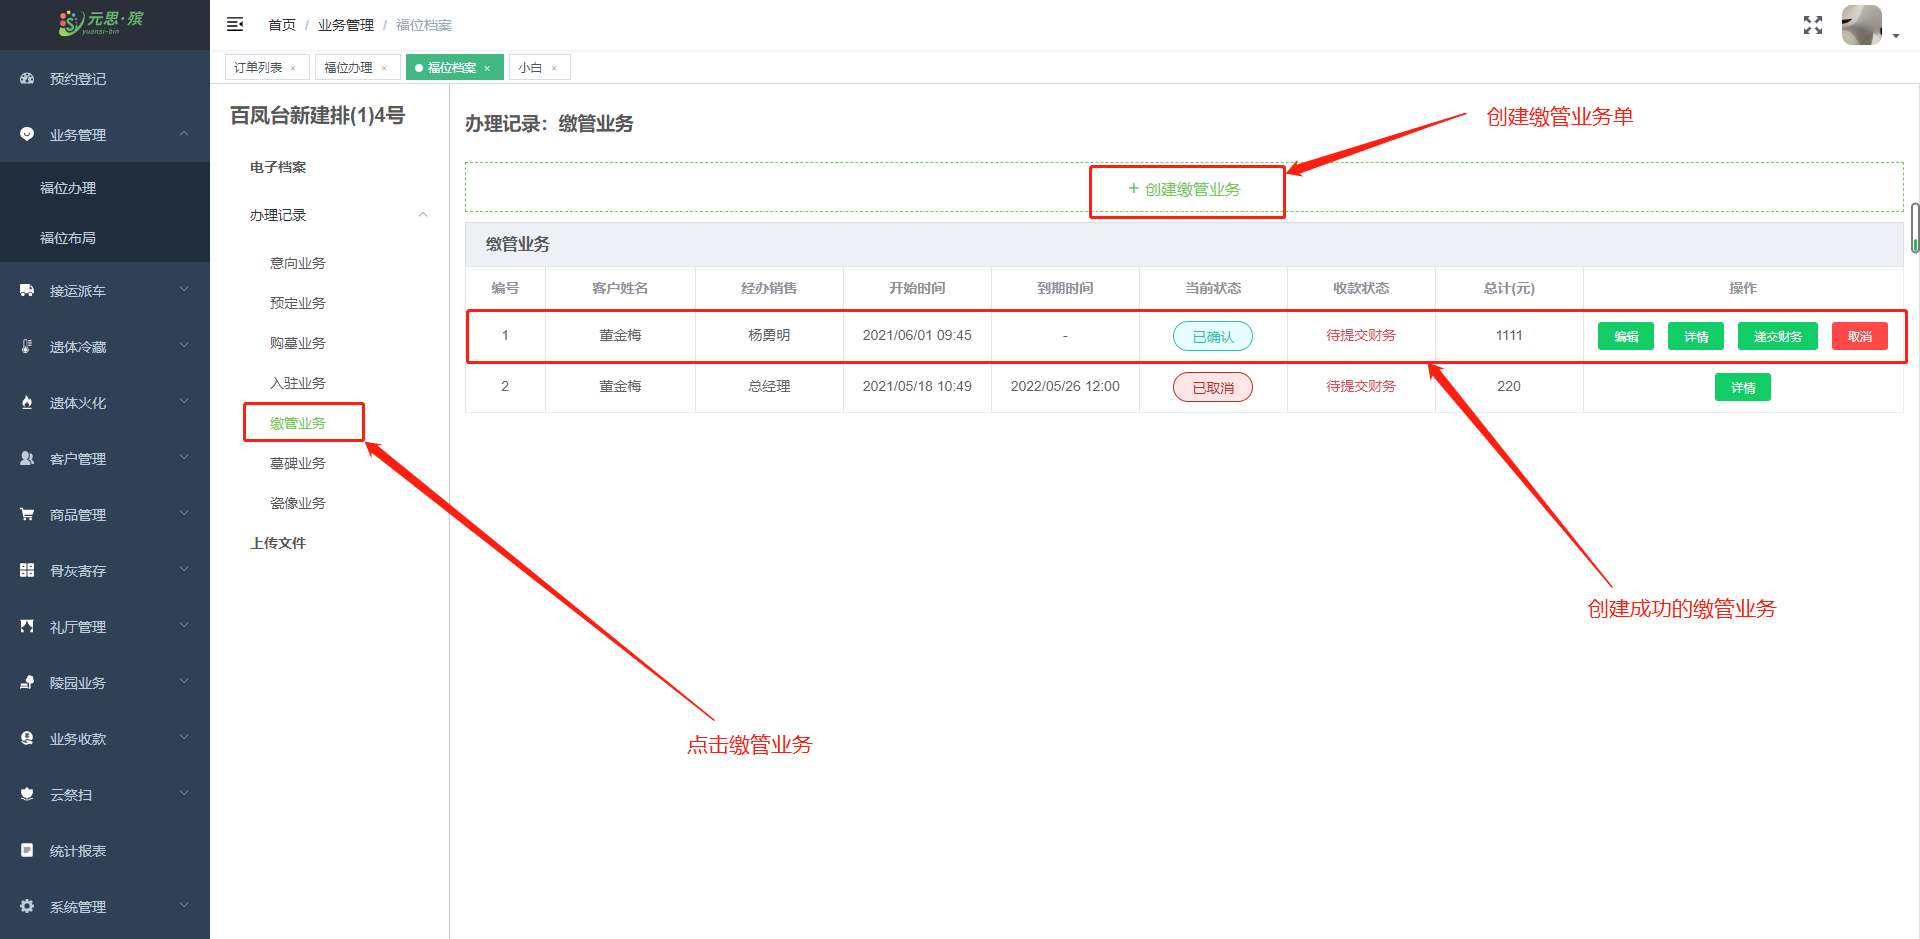 元思·殡
yuansi-bin
首页 / 业务管理 / 福位档案
订单列表 ×
福位办理 ×
福位档案 ×
小白 ×
预约登记
业务管理
福位办理
福位布局
接运派车
遗体冷藏
遗体火化
客户管理
商品管理
骨灰寄存
礼厅管理
陵园业务
业务收款
云祭扫
统计报表
系统管理
百凤台新建排(1)4号
电子档案
办理记录
意向业务
预定业务
购墓业务
入驻业务
缴管业务
墓碑业务
瓷像业务
上传文件
办理记录：缴管业务
+ 创建缴管业务
创建缴管业务单
缴管业务
编号 客户姓名 经办销售 开始时间 到期时间 当前状态 收款状态 总计(元) 操作
1 董金梅 杨勇明 2021/06/01 09:45 - 已确认 待提交财务 1111 编辑 详情 递交财务 取消
2 董金梅 总经理 2021/05/18 10:49 2022/05/26 12:00 已取消 待提交财务 220 详情
创建成功的缴管业务
点击缴管业务